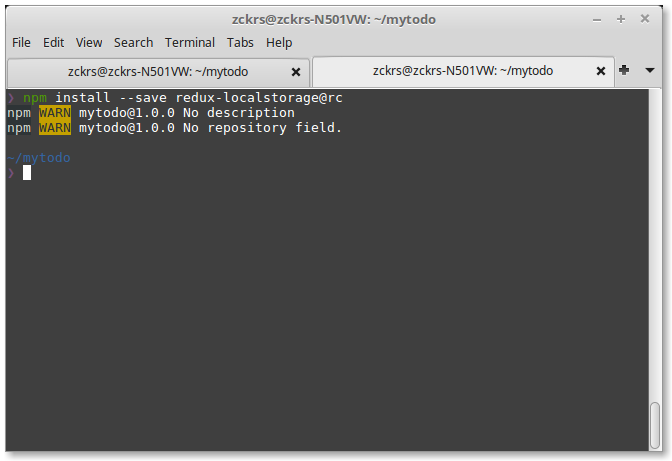 zckrs@zckrs-N501VW: ~/mytodo
File Edit View Search Terminal Tabs Help
zckrs@zckrs-N501VW: ~/mytodo zckrs@zckrs-N501VW: ~/mytodo
❯ npm install --save redux-localstorage@rc
npm WARN mytodo@1.0.0 No description
npm WARN mytodo@1.0.0 No repository field.
~/mytodo
❯